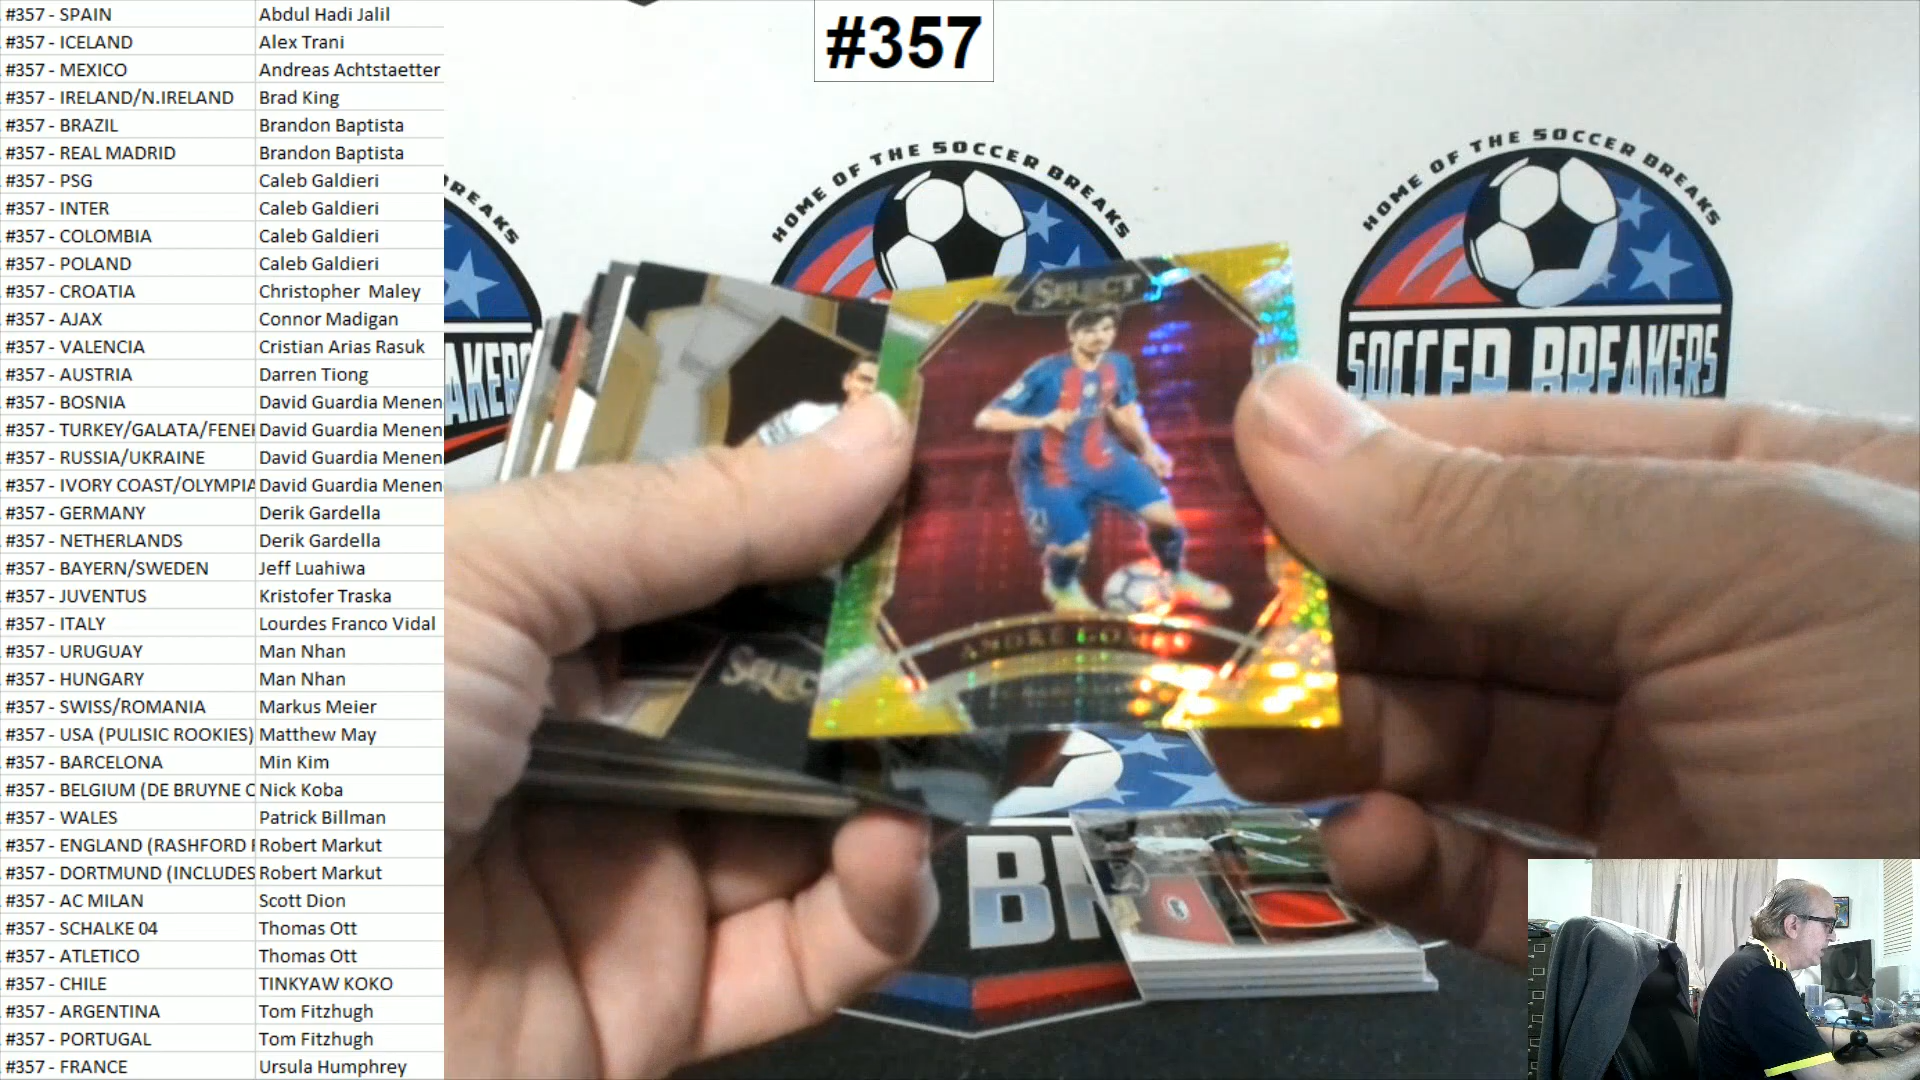 #357 - SPAIN Abdul Hadi Jalil
#357 - ICELAND Alex Trani
#357 - MEXICO Andreas Achtstaetter
#357 - IRELAND/N.IRELAND Brad King
#357 - BRAZIL Brandon Baptista
#357 - REAL MADRID Brandon Baptista
#357 - PSG Caleb Galdieri
#357 - INTER Caleb Galdieri
#357 - COLOMBIA Caleb Galdieri
#357 - POLAND Caleb Galdieri
#357 - CROATIA Christopher Maley
#357 - AJAX Connor Madigan
#357 - VALENCIA Cristian Arias Rasuk
#357 - AUSTRIA Darren Tiong
#357 - BOSNIA David Guardia Menen
#357 - TURKEY/GALATA/FENE David Guardia Menen
#357 - RUSSIA/UKRAINE David Guardia Menen
#357 - IVORY COAST/OLYMPIA David Guardia Menen
#357 - GERMANY Derik Gardella
#357 - NETHERLANDS Derik Gardella
#357 - BAYERN/SWEDEN Jeff Luahiwa
#357 - JUVENTUS Kristofer Traska
#357 - ITALY Lourdes Franco Vidal
#357 - URUGUAY Man Nhan
#357 - HUNGARY Man Nhan
#357 - SWISS/ROMANIA Markus Meier
#357 - USA (PULISIC ROOKIES) Matthew May
#357 - BARCELONA Min Kim
#357 - BELGIUM (DE BRUYNE C Nick Koba
#357 - WALES Patrick Billman
#357 - ENGLAND (RASHFORD Robert Markut
#357 - DORTMUND (INCLUDES Robert Markut
#357 - AC MILAN Scott Dion
#357 - SCHALKE 04 Thomas Ott
#357 - ATLETICO Thomas Ott
#357 - CHILE TINKYAW KOKO
#357 - ARGENTINA Tom Fitzhugh
#357 - PORTUGAL Tom Fitzhugh
#357 - FRANCE Ursula Humphrey
#357
BREAKS
AKERS
HOME OF THE SOCCER BREAKS
HOME OF THE SOCCER BREAKS
SOCCER BREAKERS
SELECT
ANDRÉ GOM
21
SELECT
BR